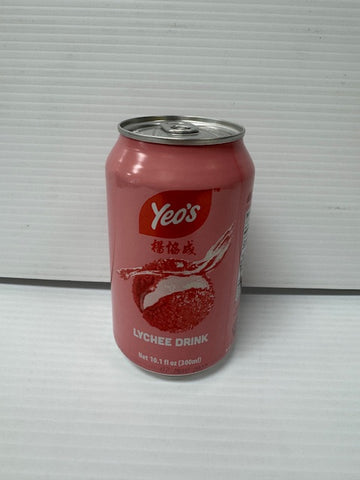 Yeo's
楊協成
LYCHEE DRINK
Net 10.1 fl oz (300ml)